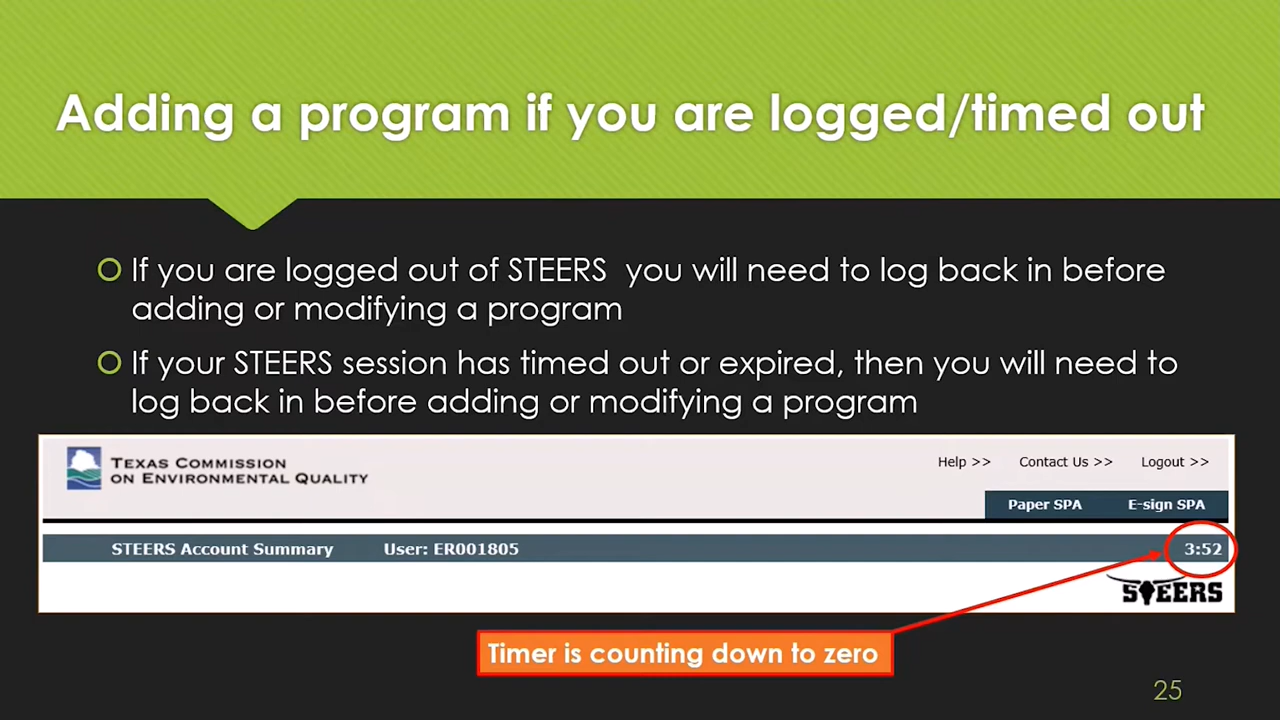 Adding a program if you are logged/timed out
If you are logged out of STEERS you will need to log back in before
adding or modifying a program
If your STEERS session has timed out or expired, then you will need to
log back in before adding or modifying a program
TEXAS COMMISSION
ON ENVIRONMENTAL QUALITY
Help >> Contact Us >> Logout >>
Paper SPA E-sign SPA
STEERS Account Summary User: ER001805 3:52
STEERS
Timer is counting down to zero
25